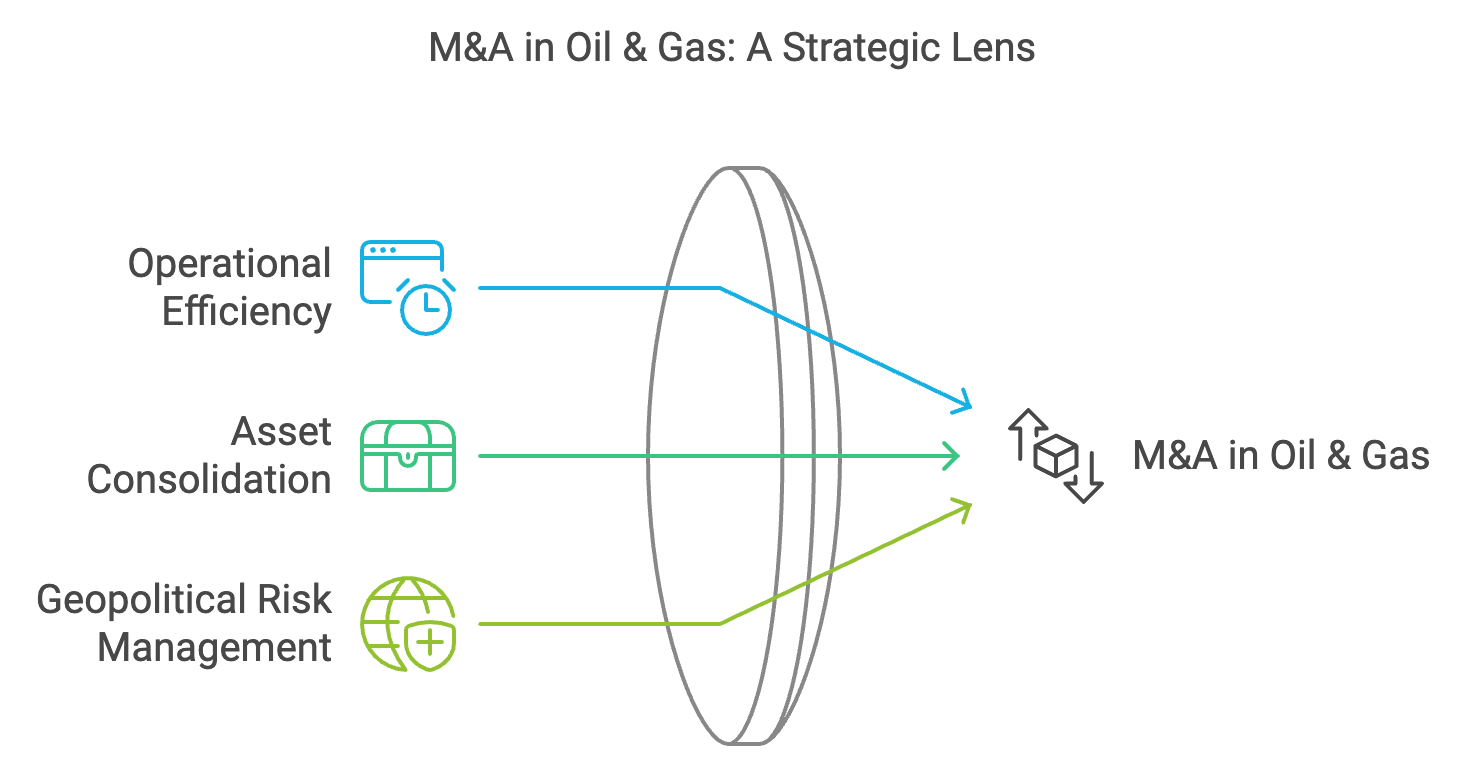 M&A in Oil & Gas: A Strategic Lens
Operational
Efficiency
Asset
Consolidation
Geopolitical Risk
Management
M&A in Oil & Gas